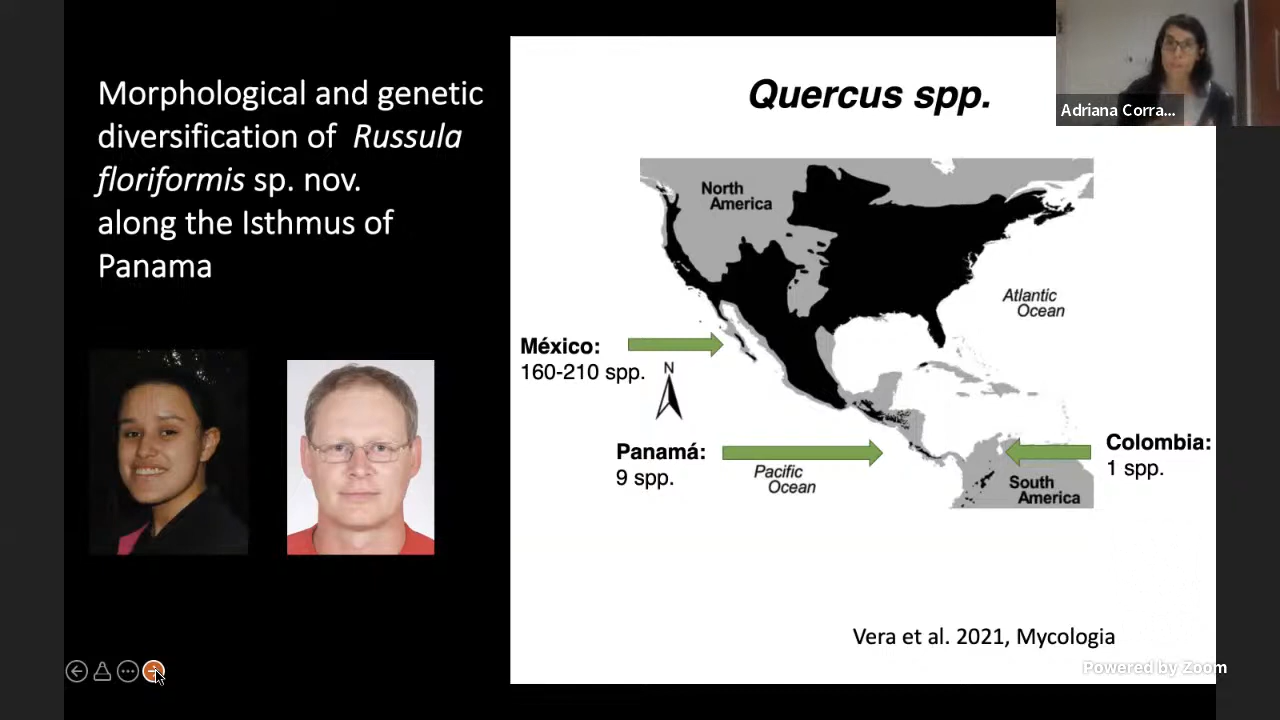 Morphological and genetic
diversification of Russula
floriformis sp. nov.
along the Isthmus of
Panama
Quercus spp.
Adriana Corra...
North
America
Atlantic
Ocean
México:
160-210 spp.
N
Panamá:
9 spp.
Pacific
Ocean
Colombia:
1 spp.
South
America
Vera et al. 2021, Mycologia
Powered by Zoom